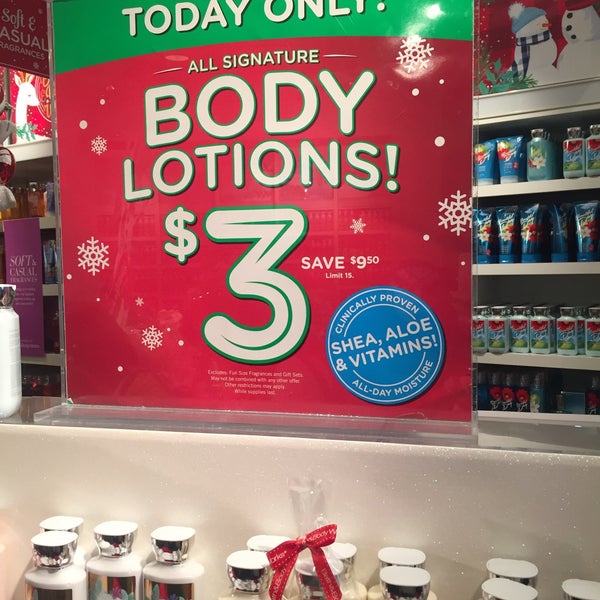 TODAY ONLY!
ALL SIGNATURE
BODY
LOTIONS!
$3
SAVE $9.50
Limit 15.
CLINICALLY PROVEN
SHEA, ALOE
& VITAMINS!
ALL-DAY MOISTURE
Excludes: Fun Size Fragrances and Gift Sets.
May not be combined with any other offer.
Other restrictions may apply.
While supplies last.
Soft &
CASUAL
FRAGRANCES
SOFT &
CASUAL